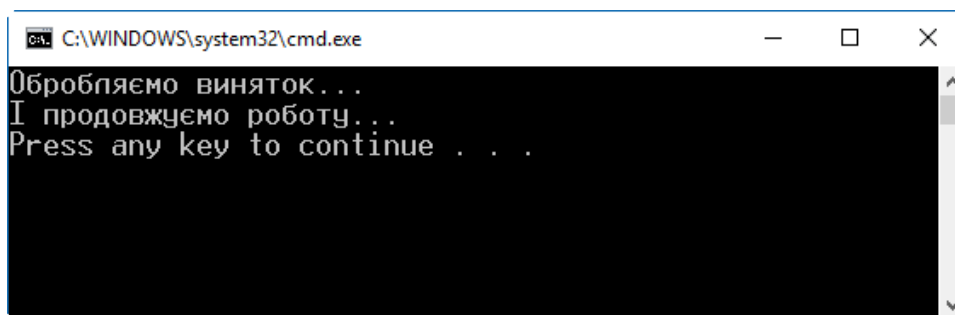 C:\WINDOWS\system32\cmd.exe
Обробляємо виняток...
І продовжуємо роботу...
Press any key to continue . . .